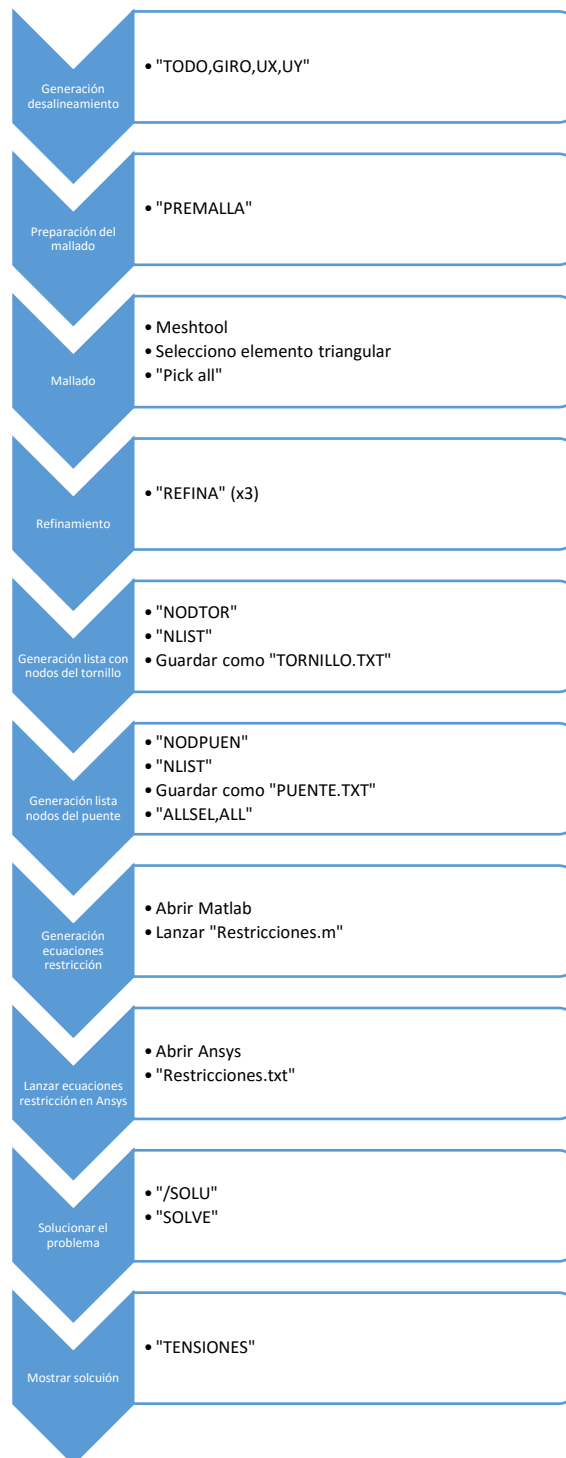 Generación
desalineamiento
• "TODO,GIRO,UX,UY"
Preparación del
mallado
• "PREMALLA"
Mallado
• Meshtool
• Selecciono elemento triangular
• "Pick all"
Refinamiento
• "REFINA" (x3)
Generación lista con
nodos del tornillo
• "NODTOR"
• "NLIST"
• Guardar como "TORNILLO.TXT"
Generación lista
nodos del puente
• "NODPUEN"
• "NLIST"
• Guardar como "PUENTE.TXT"
• "ALLSEL,ALL"
Generación
ecuaciones
restricción
• Abrir Matlab
• Lanzar "Restricciones.m"
Lanzar ecuaciones
restricción en Ansys
• Abrir Ansys
• "Restricciones.txt"
Solucionar el
problema
• "/SOLU"
• "SOLVE"
Mostrar solcuión
• "TENSIONES"